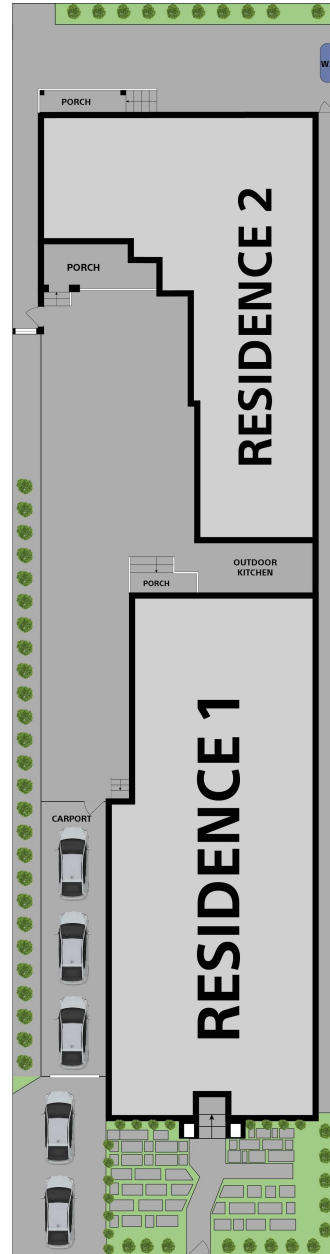 W
PORCH
RESIDENCE 2
PORCH
OUTDOOR
KITCHEN
PORCH
RESIDENCE 1
CARPORT